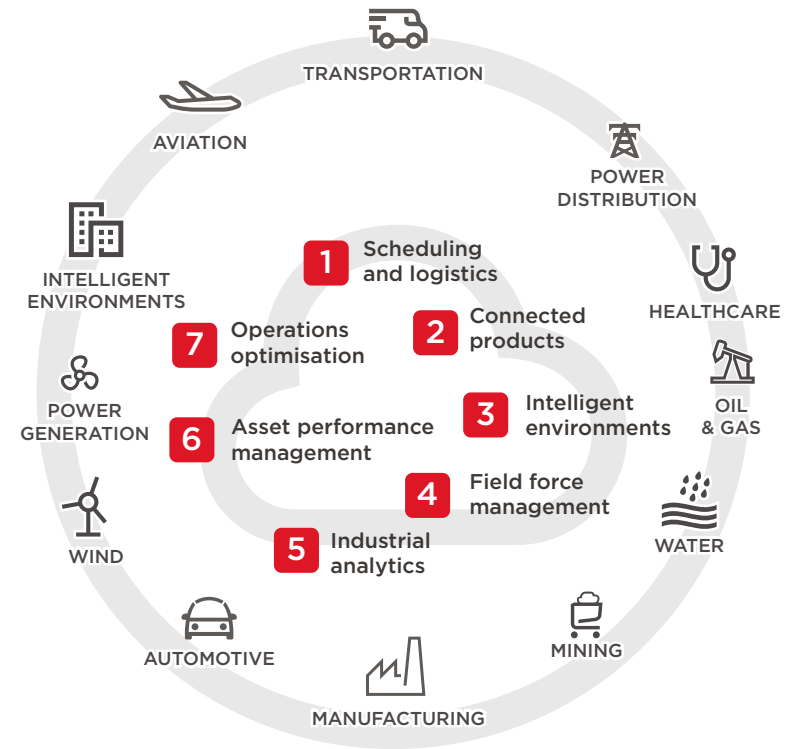 TRANSPORTATION
AVIATION
POWER
DISTRIBUTION
INTELLIGENT
ENVIRONMENTS
HEALTHCARE
1
Scheduling
and logistics
2
Connected
products
7
Operations
optimisation
3
Intelligent
environments
6
Asset performance
management
4
Field force
management
5
Industrial
analytics
POWER
GENERATION
OIL
& GAS
WIND
WATER
AUTOMOTIVE
MINING
MANUFACTURING